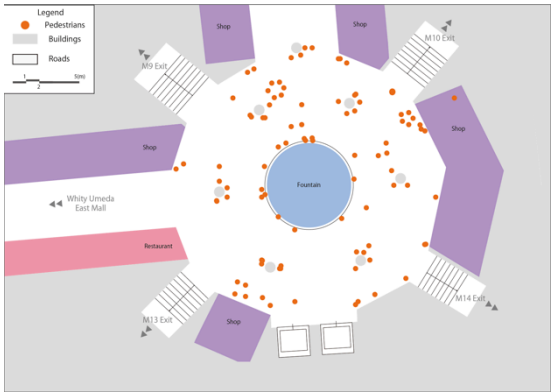 Legend
Pedestrians
Buildings
Roads
1 5(m)
2
Shop
Shop
M10 Exit
M9 Exit
Shop
Shop
Fountain
Whity Umeda
East Mall
Restaurant
M14 Exit
M13 Exit
Shop